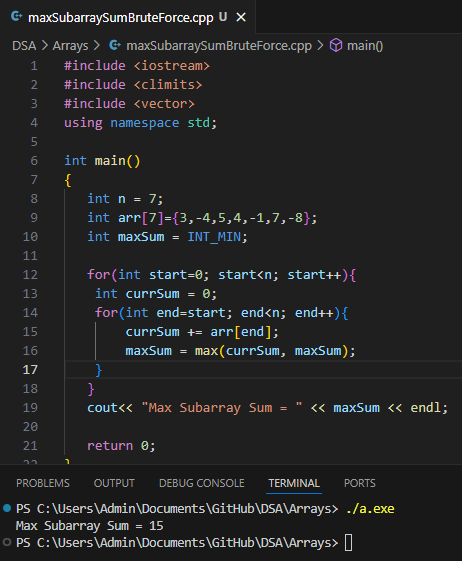 maxSubarraySumBruteForce.cpp U
DSA > Arrays > maxSubarraySumBruteForce.cpp > main()
1 #include <iostream>
2 #include <climits>
3 #include <vector>
4 using namespace std;
5
6 int main()
7 {
8 int n = 7;
9 int arr[7]={3,-4,5,4,-1,7,-8};
10 int maxSum = INT_MIN;
11
12 for(int start=0; start<n; start++){
13 int currSum = 0;
14 for(int end=start; end<n; end++){
15 currSum += arr[end];
16 maxSum = max(currSum, maxSum);
17 }
18 }
19 cout<< "Max Subarray Sum = " << maxSum << endl;
20
21 return 0;
22 }
PROBLEMS OUTPUT DEBUG CONSOLE TERMINAL PORTS
PS C:\Users\Admin\Documents\GitHub\DSA\Arrays> ./a.exe
Max Subarray Sum = 15
PS C:\Users\Admin\Documents\GitHub\DSA\Arrays>